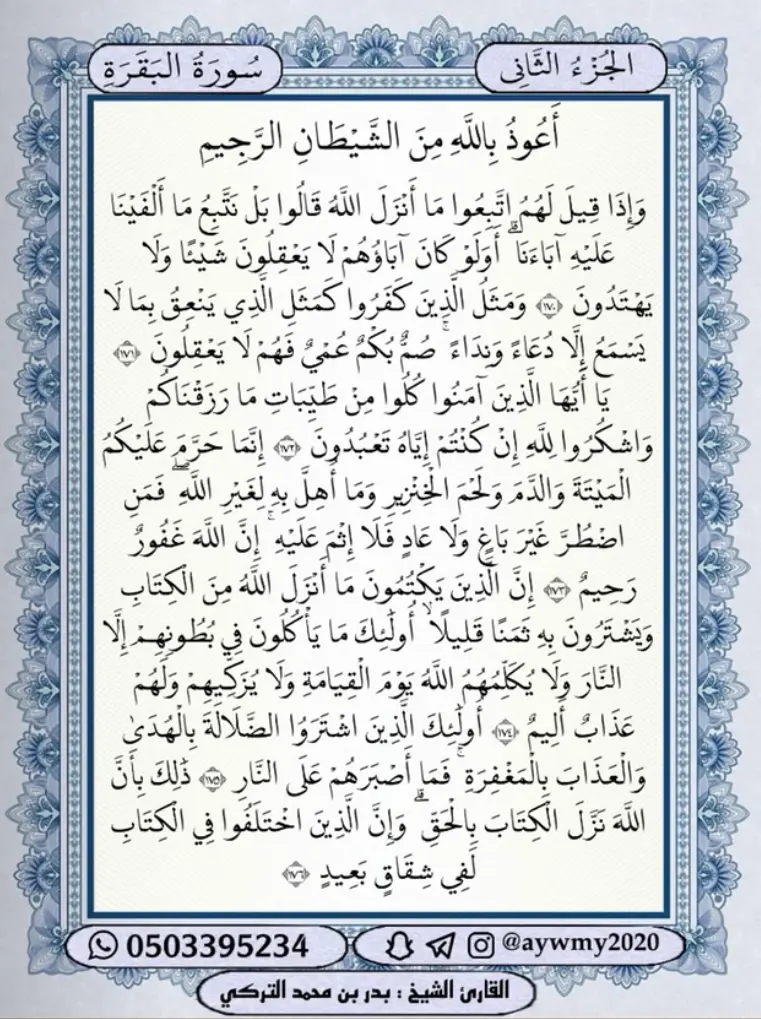 الجُزْءُ الثَّانِى
سُورَةُ البَقَرَةِ
أَعُوذُ بِاللَّهِ مِنَ الشَّيْطَانِ الرَّجِيمِ
وَإِذَا قِيلَ لَهُمُ اتَّبِعُوا مَا أَنْزَلَ اللَّهُ قَالُوا بَلْ نَتَّبِعُ مَا أَلْفَيْنَا
عَلَيْهِ آبَاءَنَا ۗ أَوَلَوْ كَانَ آبَاؤُهُمْ لَا يَعْقِلُونَ شَيْئًا وَلَا
يَهْتَدُونَ ﴿١٧٠﴾ وَمَثَلُ الَّذِينَ كَفَرُوا كَمَثَلِ الَّذِي يَنْعِقُ بِمَا لَا
يَسْمَعُ إِلَّا دُعَاءً وَنِدَاءً ۚ صُمٌّ بُكْمٌ عُمْيٌ فَهُمْ لَا يَعْقِلُونَ ﴿١٧١﴾
يَا أَيُّهَا الَّذِينَ آمَنُوا كُلُوا مِنْ طَيِّبَاتِ مَا رَزَقْنَاكُمْ
وَاشْكُرُوا لِلَّهِ إِنْ كُنْتُمْ إِيَّاهُ تَعْبُدُونَ ﴿١٧٢﴾ إِنَّمَا حَرَّمَ عَلَيْكُمُ
الْمَيْتَةَ وَالدَّمَ وَلَحْمَ الْخِنْزِيرِ وَمَا أُهِلَّ بِهِ لِغَيْرِ اللَّهِ ۖ فَمَنِ
اضْطُرَّ غَيْرَ بَاغٍ وَلَا عَادٍ فَلَا إِثْمَ عَلَيْهِ ۚ إِنَّ اللَّهَ غَفُورٌ
رَحِيمٌ ﴿١٧٣﴾ إِنَّ الَّذِينَ يَكْتُمُونَ مَا أَنْزَلَ اللَّهُ مِنَ الْكِتَابِ
وَيَشْتَرُونَ بِهِ ثَمَنًا قَلِيلًا ۙ أُولَٰئِكَ مَا يَأْكُلُونَ فِي بُطُونِهِمْ إِلَّا
النَّارَ وَلَا يُكَلِّمُهُمُ اللَّهُ يَوْمَ الْقِيَامَةِ وَلَا يُزَكِّيهِمْ وَلَهُمْ
عَذَابٌ أَلِيمٌ ﴿١٧٤﴾ أُولَٰئِكَ الَّذِينَ اشْتَرَوُا الضَّلَالَةَ بِالْهُدَىٰ
وَالْعَذَابَ بِالْمَغْفِرَةِ ۚ فَمَا أَصْبَرَهُمْ عَلَى النَّارِ ﴿١٧٥﴾ ذَٰلِكَ بِأَنَّ
اللَّهَ نَزَّلَ الْكِتَابَ بِالْحَقِّ ۗ وَإِنَّ الَّذِينَ اخْتَلَفُوا فِي الْكِتَابِ
لَفِي شِقَاقٍ بَعِيدٍ ﴿١٧٦﴾
0503395234
@aywmy2020
القارئ الشيخ : بدر بن محمد التركي